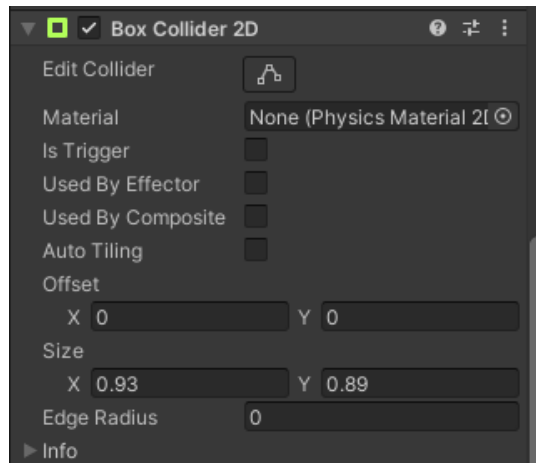 Box Collider 2D
Edit Collider
Material None (Physics Material 2[
Is Trigger
Used By Effector
Used By Composite
Auto Tiling
Offset
X 0 Y 0
Size
X 0.93 Y 0.89
Edge Radius 0
Info